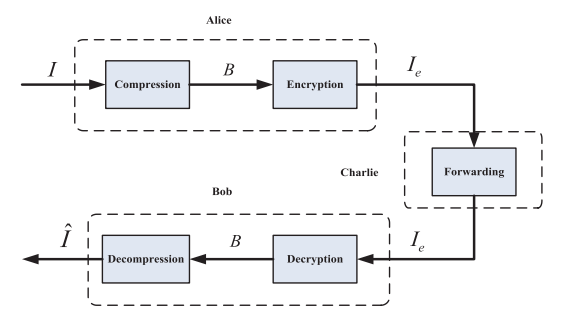 Alice
I
Compression
B
Encryption
I_e
Charlie
Forwarding
Bob
Î
Decompression
B
Decryption
I_e